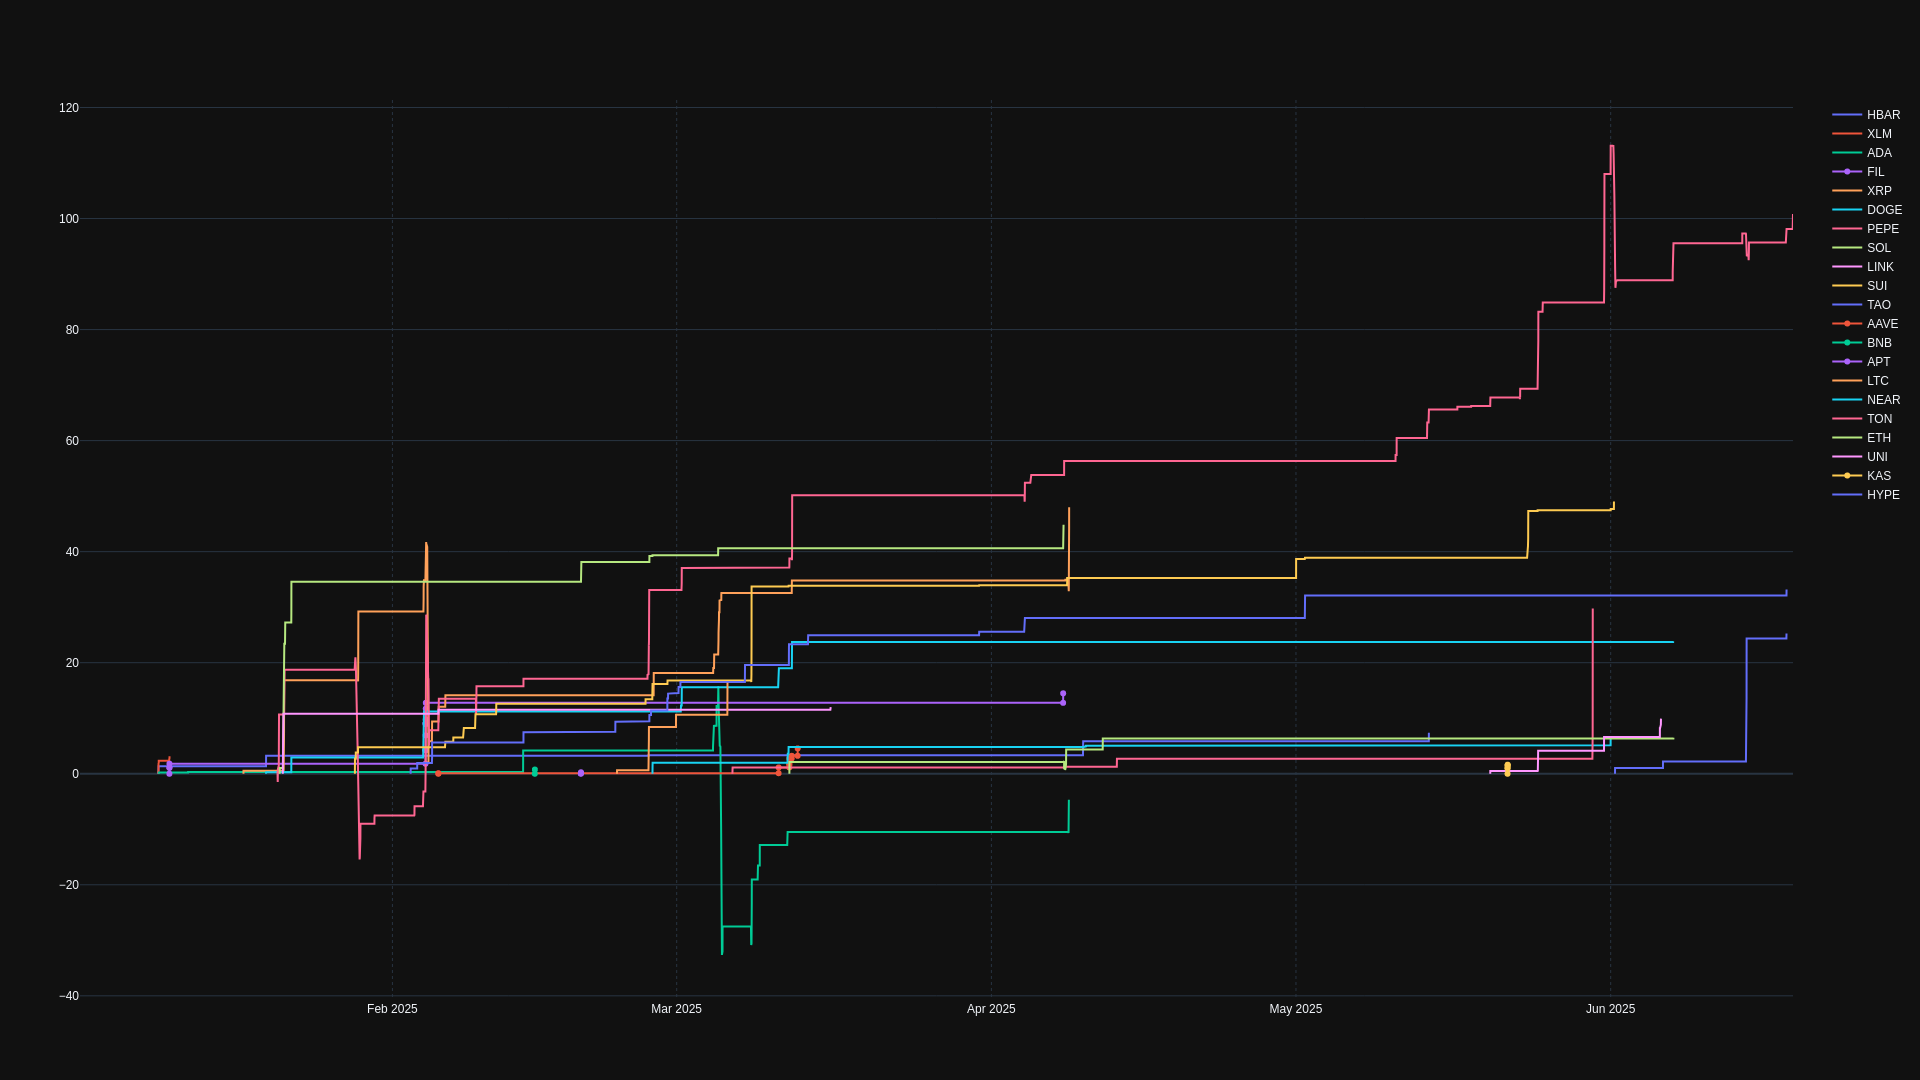 120
100
80
60
40
20
0
−20
−40
Feb 2025
Mar 2025
Apr 2025
May 2025
Jun 2025
HBAR
XLM
ADA
FIL
XRP
DOGE
PEPE
SOL
LINK
SUI
TAO
AAVE
BNB
APT
LTC
NEAR
TON
ETH
UNI
KAS
HYPE